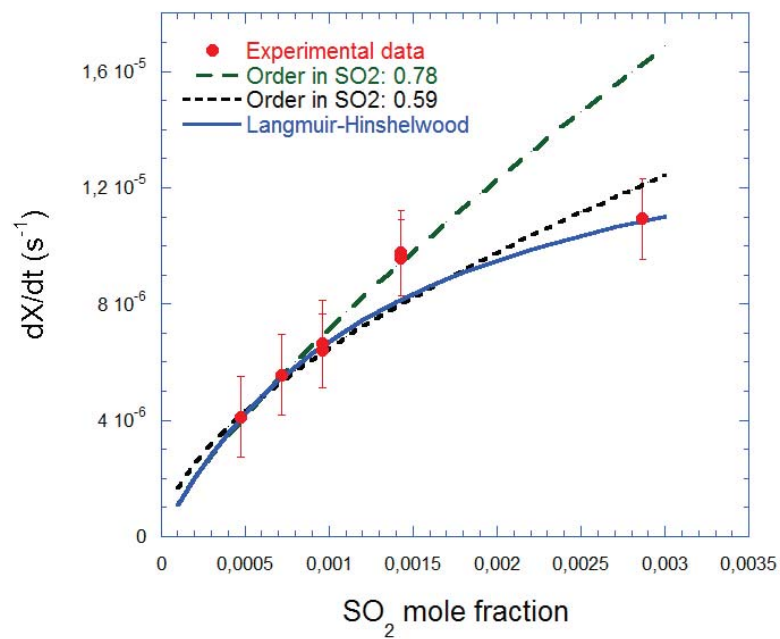 Experimental data
Order in SO2: 0.78
Order in SO2: 0.59
Langmuir-Hinshelwood
1,6 10⁻⁵
1,2 10⁻⁵
8 10⁻⁶
4 10⁻⁶
0
dX/dt (s⁻¹)
0 0,0005 0,001 0,0015 0,002 0,0025 0,003 0,0035
SO₂ mole fraction